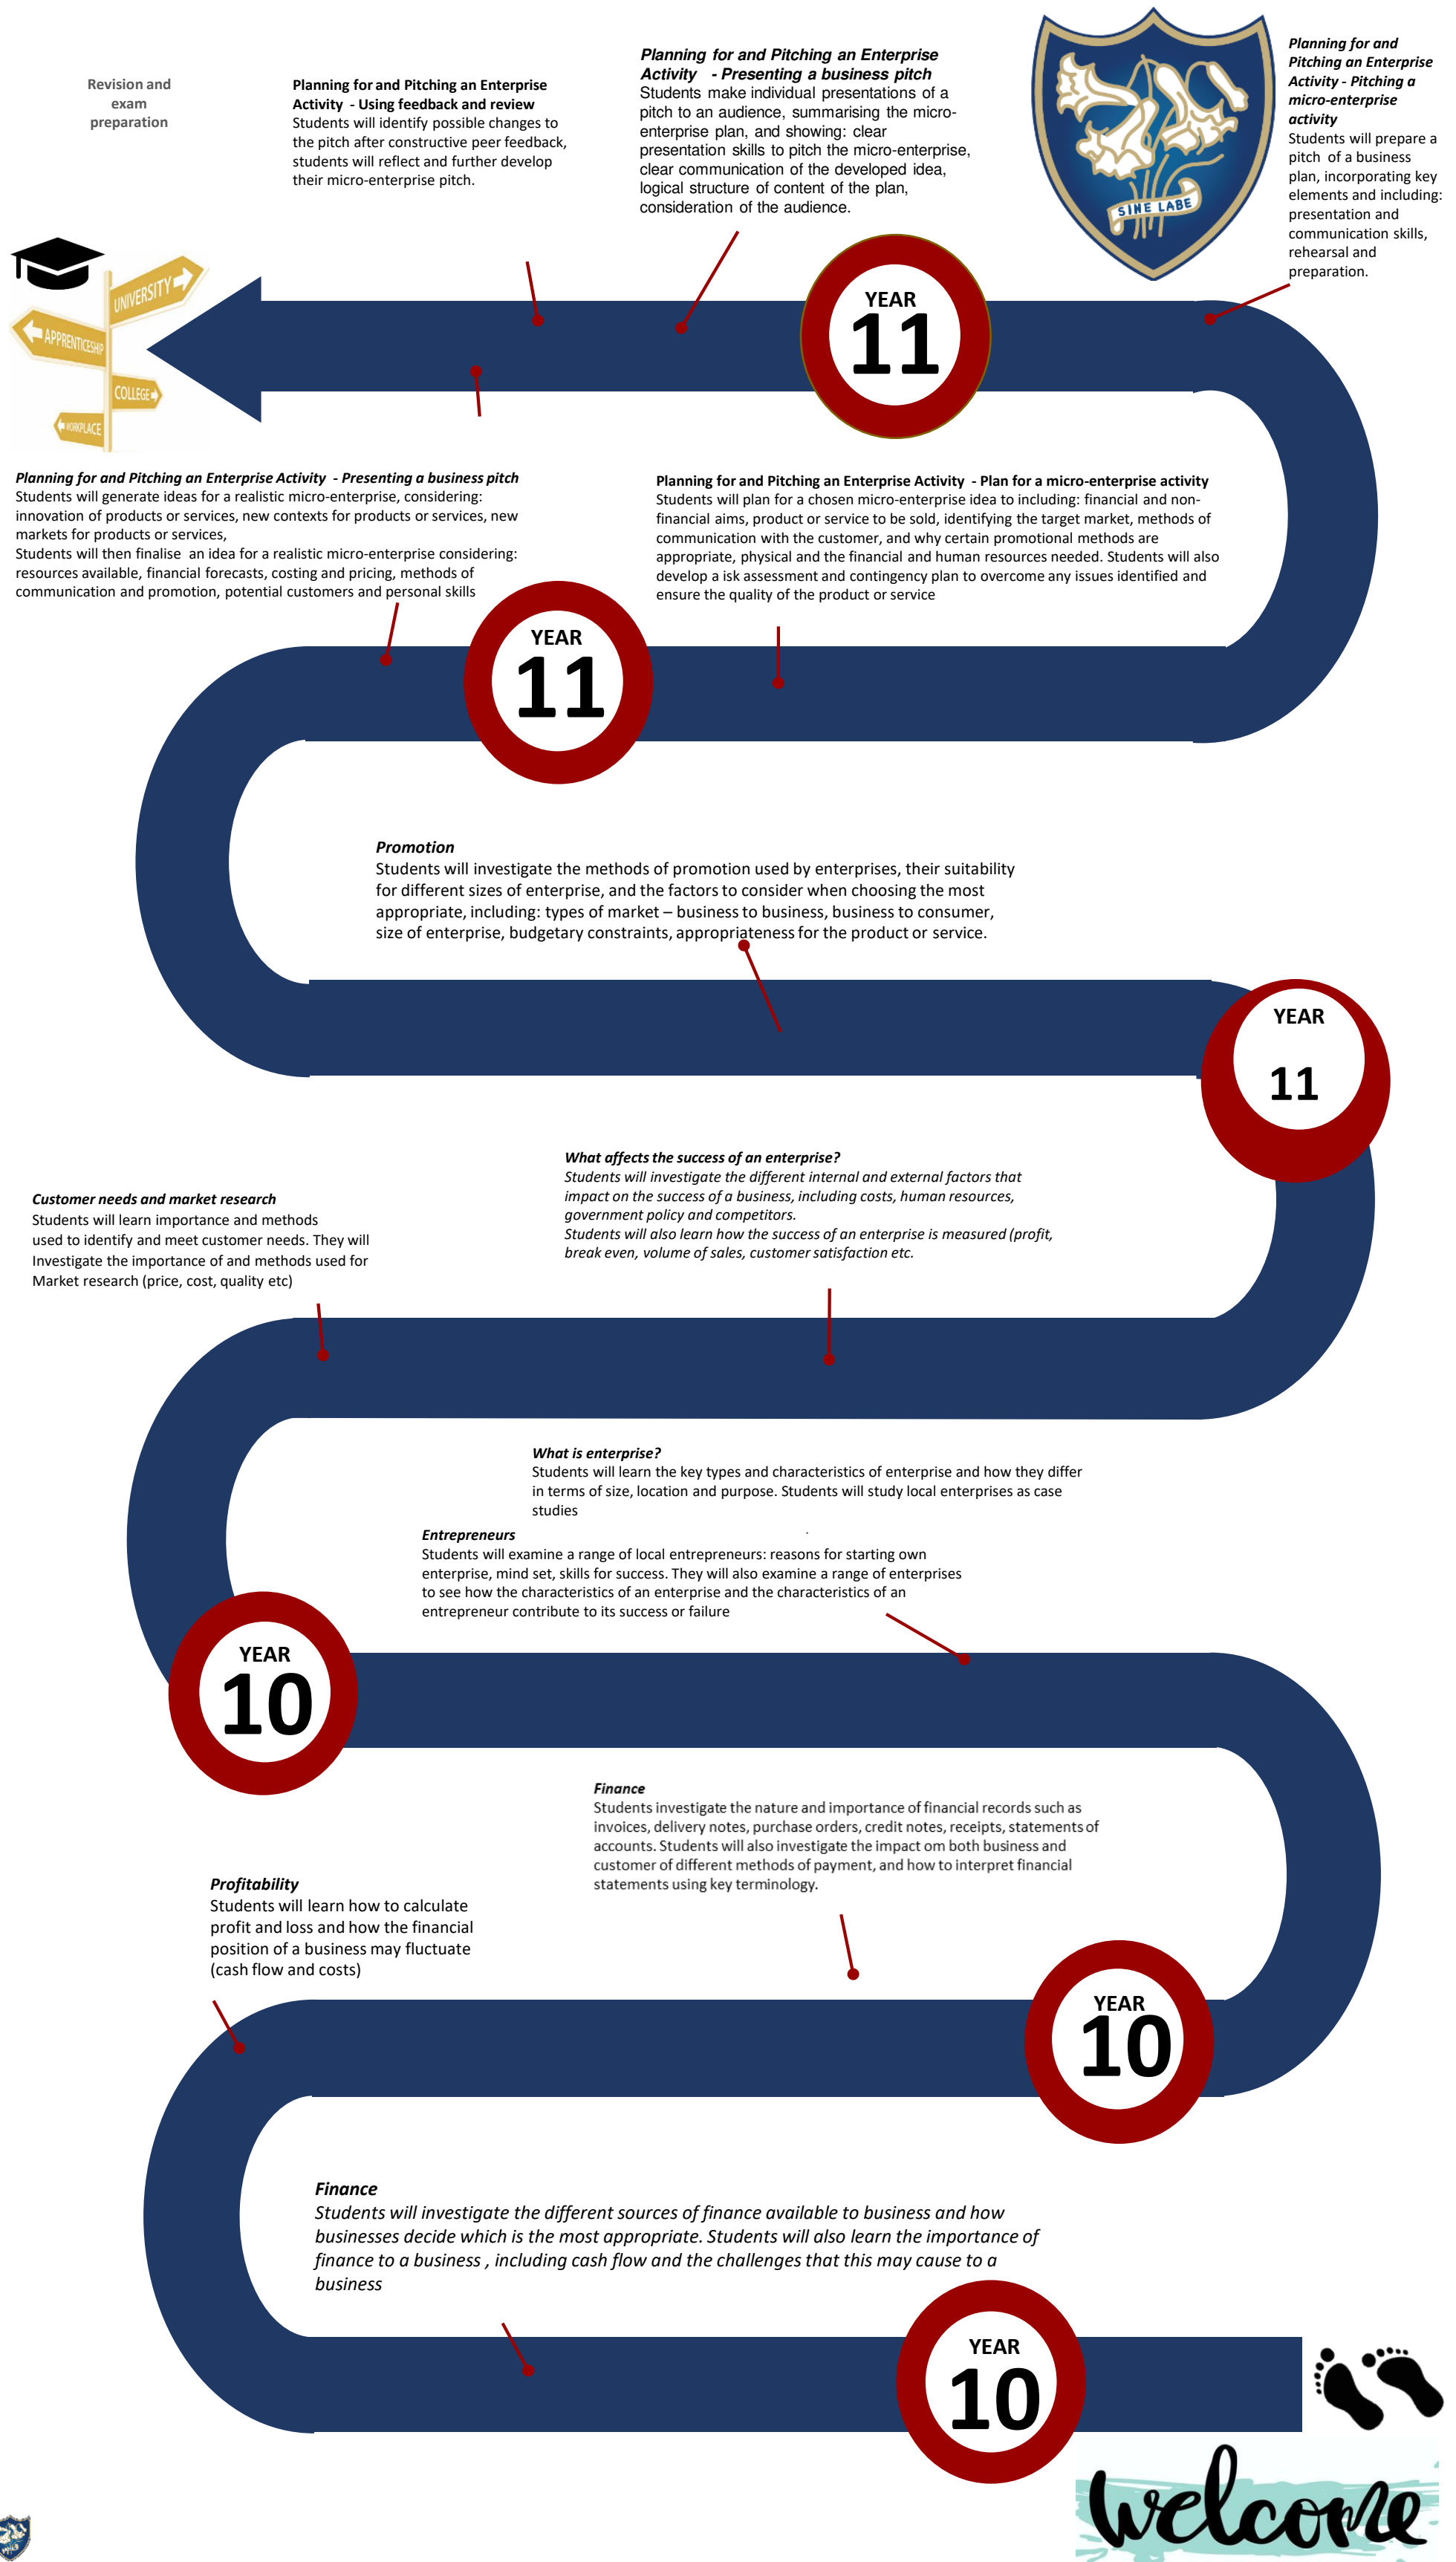 Revision and
exam
preparation
Planning for and Pitching an Enterprise
Activity - Using feedback and review
Students will identify possible changes to
the pitch after constructive peer feedback,
students will reflect and further develop
their micro-enterprise pitch.
Planning for and Pitching an Enterprise
Activity - Presenting a business pitch
Students make individual presentations of a
pitch to an audience, summarising the micro-
enterprise plan, and showing: clear
presentation skills to pitch the micro-enterprise,
clear communication of the developed idea,
logical structure of content of the plan,
consideration of the audience.
SINE LABE
Planning for and
Pitching an Enterprise
Activity - Pitching a
micro-enterprise
activity
Students will prepare a
pitch of a business
plan, incorporating key
elements and including:
presentation and
communication skills,
rehearsal and
preparation.
UNIVERSITY
APPRENTICESHIP
COLLEGE
WORKPLACE
YEAR
11
Planning for and Pitching an Enterprise Activity - Presenting a business pitch
Students will generate ideas for a realistic micro-enterprise, considering:
innovation of products or services, new contexts for products or services, new
markets for products or services,
Students will then finalise an idea for a realistic micro-enterprise considering:
resources available, financial forecasts, costing and pricing, methods of
communication and promotion, potential customers and personal skills
Planning for and Pitching an Enterprise Activity - Plan for a micro-enterprise activity
Students will plan for a chosen micro-enterprise idea to including: financial and non-
financial aims, product or service to be sold, identifying the target market, methods of
communication with the customer, and why certain promotional methods are
appropriate, physical and the financial and human resources needed. Students will also
develop a isk assessment and contingency plan to overcome any issues identified and
ensure the quality of the product or service
YEAR
11
Promotion
Students will investigate the methods of promotion used by enterprises, their suitability
for different sizes of enterprise, and the factors to consider when choosing the most
appropriate, including: types of market – business to business, business to consumer,
size of enterprise, budgetary constraints, appropriateness for the product or service.
YEAR
11
What affects the success of an enterprise?
Students will investigate the different internal and external factors that
impact on the success of a business, including costs, human resources,
government policy and competitors.
Students will also learn how the success of an enterprise is measured (profit,
break even, volume of sales, customer satisfaction etc.
Customer needs and market research
Students will learn importance and methods
used to identify and meet customer needs. They will
Investigate the importance of and methods used for
Market research (price, cost, quality etc)
What is enterprise?
Students will learn the key types and characteristics of enterprise and how they differ
in terms of size, location and purpose. Students will study local enterprises as case
studies
.
Entrepreneurs
Students will examine a range of local entrepreneurs: reasons for starting own
enterprise, mind set, skills for success. They will also examine a range of enterprises
to see how the characteristics of an enterprise and the characteristics of an
entrepreneur contribute to its success or failure
YEAR
10
Finance
Students investigate the nature and importance of financial records such as
invoices, delivery notes, purchase orders, credit notes, receipts, statements of
accounts. Students will also investigate the impact om both business and
customer of different methods of payment, and how to interpret financial
statements using key terminology.
Profitability
Students will learn how to calculate
profit and loss and how the financial
position of a business may fluctuate
(cash flow and costs)
YEAR
10
Finance
Students will investigate the different sources of finance available to business and how
businesses decide which is the most appropriate. Students will also learn the importance of
finance to a business , including cash flow and the challenges that this may cause to a
business
YEAR
10
welcome